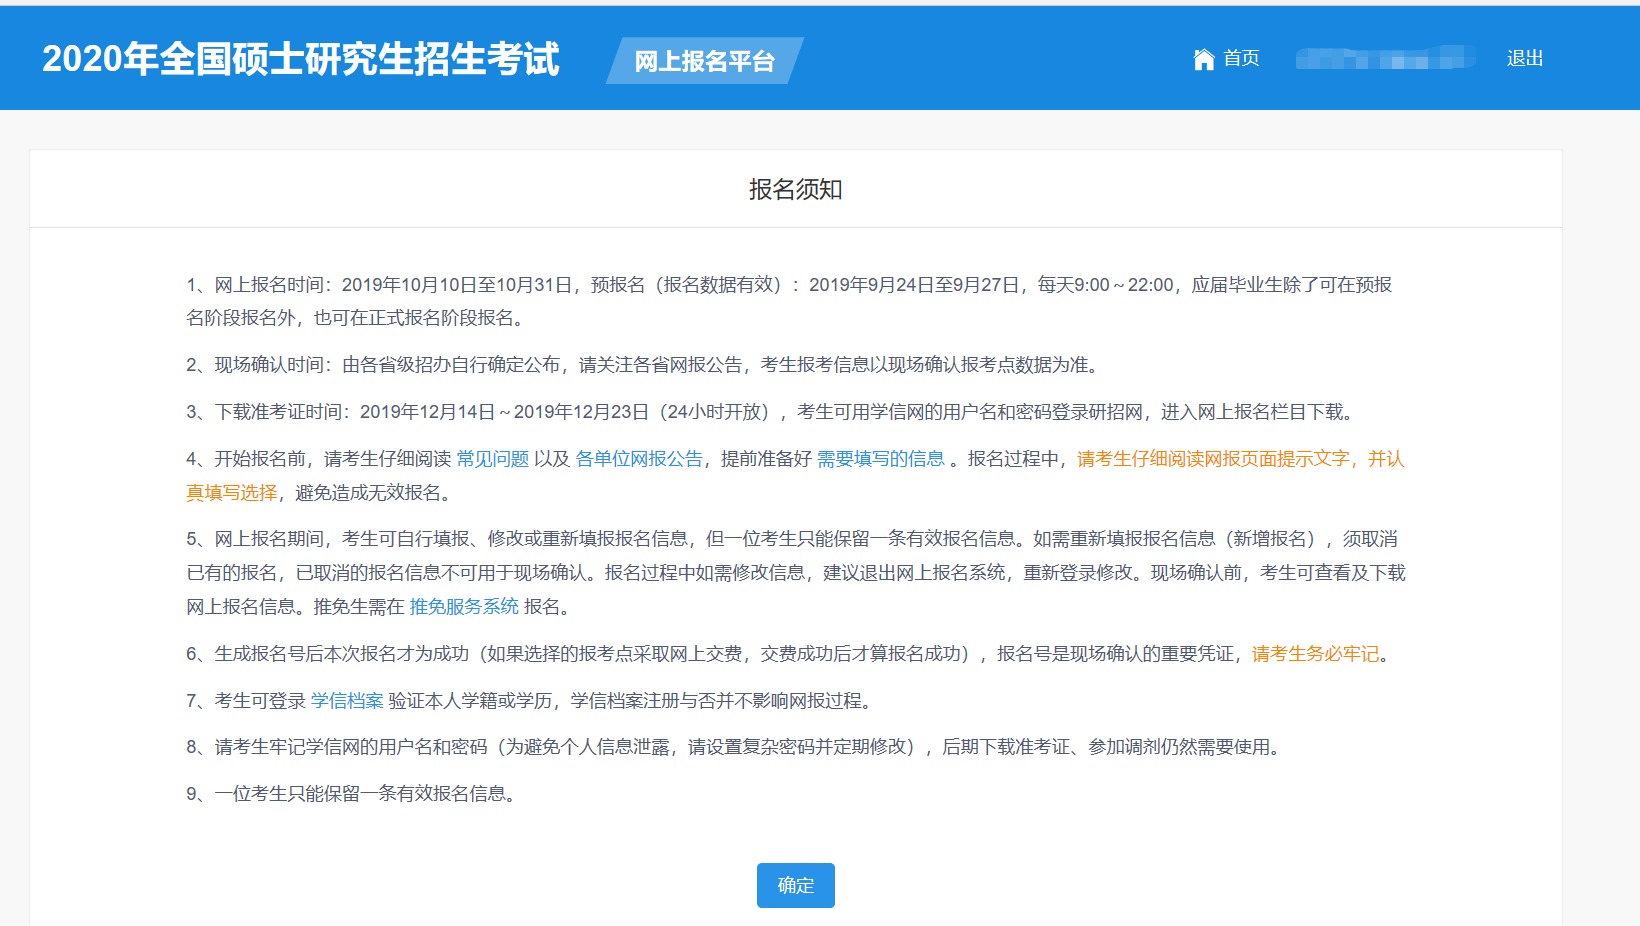 2020年全国硕士研究生招生考试 网上报名平台 首页 退出
报名须知
1、网上报名时间：2019年10月10日至10月31日，预报名（报名数据有效）：2019年9月24日至9月27日，每天9:00～22:00，应届毕业生除了可在预报
名阶段报名外，也可在正式报名阶段报名。
2、现场确认时间：由各省级招办自行确定公布，请关注各省网报公告，考生报考信息以现场确认报考点数据为准。
3、下载准考证时间：2019年12月14日～2019年12月23日（24小时开放），考生可用学信网的用户名和密码登录研招网，进入网上报名栏目下载。
4、开始报名前，请考生仔细阅读 常见问题 以及 各单位网报公告，提前准备好 需要填写的信息 。报名过程中，请考生仔细阅读网报页面提示文字，并认
真填写选择，避免造成无效报名。
5、网上报名期间，考生可自行填报、修改或重新填报报名信息，但一位考生只能保留一条有效报名信息。如需重新填报报名信息（新增报名），须取消
已有的报名，已取消的报名信息不可用于现场确认。报名过程中如需修改信息，建议退出网上报名系统，重新登录修改。现场确认前，考生可查看及下载
网上报名信息。推免生需在 推免服务系统 报名。
6、生成报名号后本次报名才为成功（如果选择的报考点采取网上交费，交费成功后才算报名成功），报名号是现场确认的重要凭证，请考生务必牢记。
7、考生可登录 学信档案 验证本人学籍或学历，学信档案注册与否并不影响网报过程。
8、请考生牢记学信网的用户名和密码（为避免个人信息泄露，请设置复杂密码并定期修改），后期下载准考证、参加调剂仍然需要使用。
9、一位考生只能保留一条有效报名信息。
确定